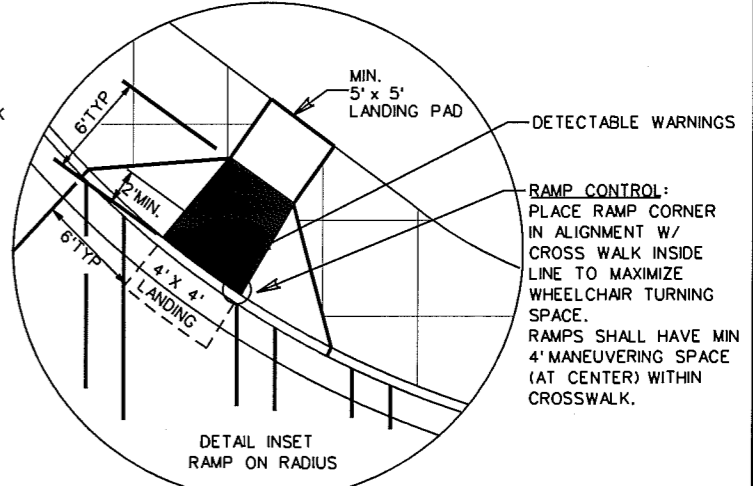 K
6'TYP
MIN.
5' x 5'
LANDING PAD
DETECTABLE WARNINGS
2'MIN.
6'TYP
4' X 4'
LANDING
RAMP CONTROL:
PLACE RAMP CORNER
IN ALIGNMENT W/
CROSS WALK INSIDE
LINE TO MAXIMIZE
WHEELCHAIR TURNING
SPACE.
RAMPS SHALL HAVE MIN
4' MANEUVERING SPACE
(AT CENTER) WITHIN
CROSSWALK.
DETAIL INSET
RAMP ON RADIUS